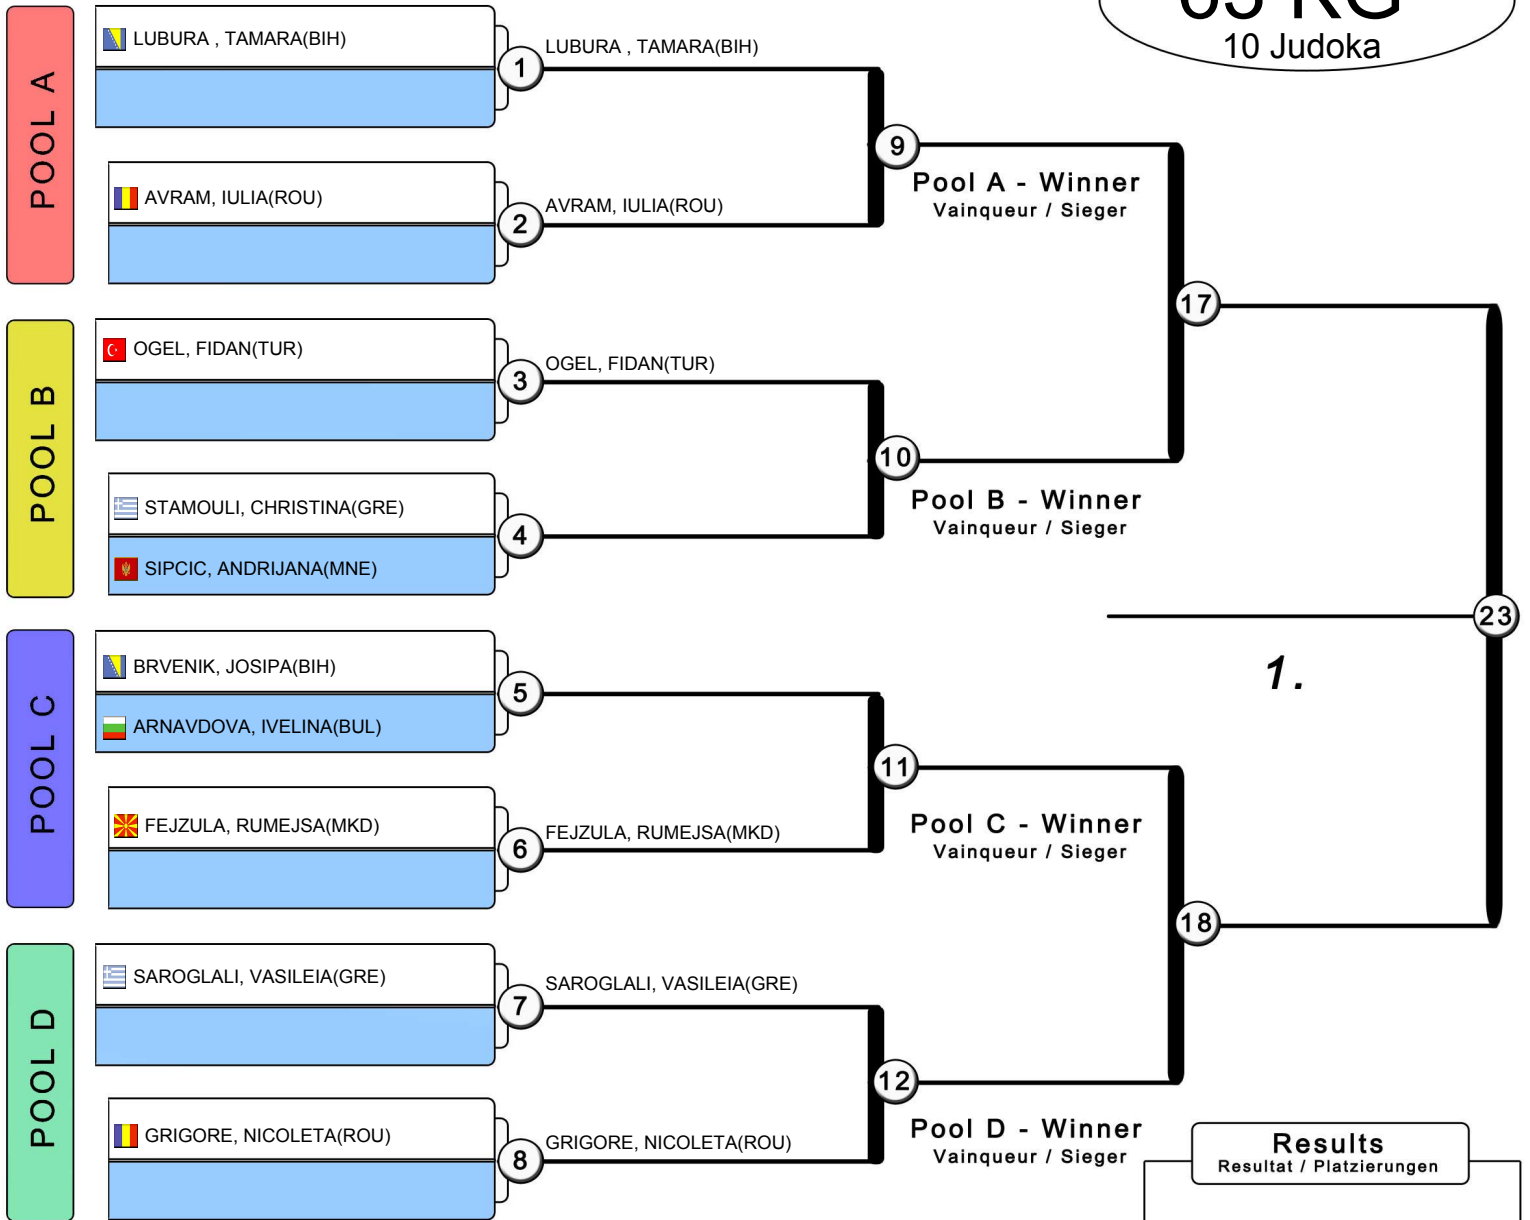 KG
10 Judoka
POOL A
LUBURA , TAMARA(BIH)
1
LUBURA , TAMARA(BIH)
AVRAM, IULIA(ROU)
2
AVRAM, IULIA(ROU)
9
Pool A - Winner
Vainqueur / Sieger
17
POOL B
OGEL, FIDAN(TUR)
3
OGEL, FIDAN(TUR)
STAMOULI, CHRISTINA(GRE)
SIPCIC, ANDRIJANA(MNE)
4
10
Pool B - Winner
Vainqueur / Sieger
23
1.
POOL C
BRVENIK, JOSIPA(BIH)
ARNAVDOVA, IVELINA(BUL)
5
FEJZULA, RUMEJSA(MKD)
6
FEJZULA, RUMEJSA(MKD)
11
Pool C - Winner
Vainqueur / Sieger
18
POOL D
SAROGLALI, VASILEIA(GRE)
7
SAROGLALI, VASILEIA(GRE)
GRIGORE, NICOLETA(ROU)
8
GRIGORE, NICOLETA(ROU)
12
Pool D - Winner
Vainqueur / Sieger
Results
Resultat / Platzierungen